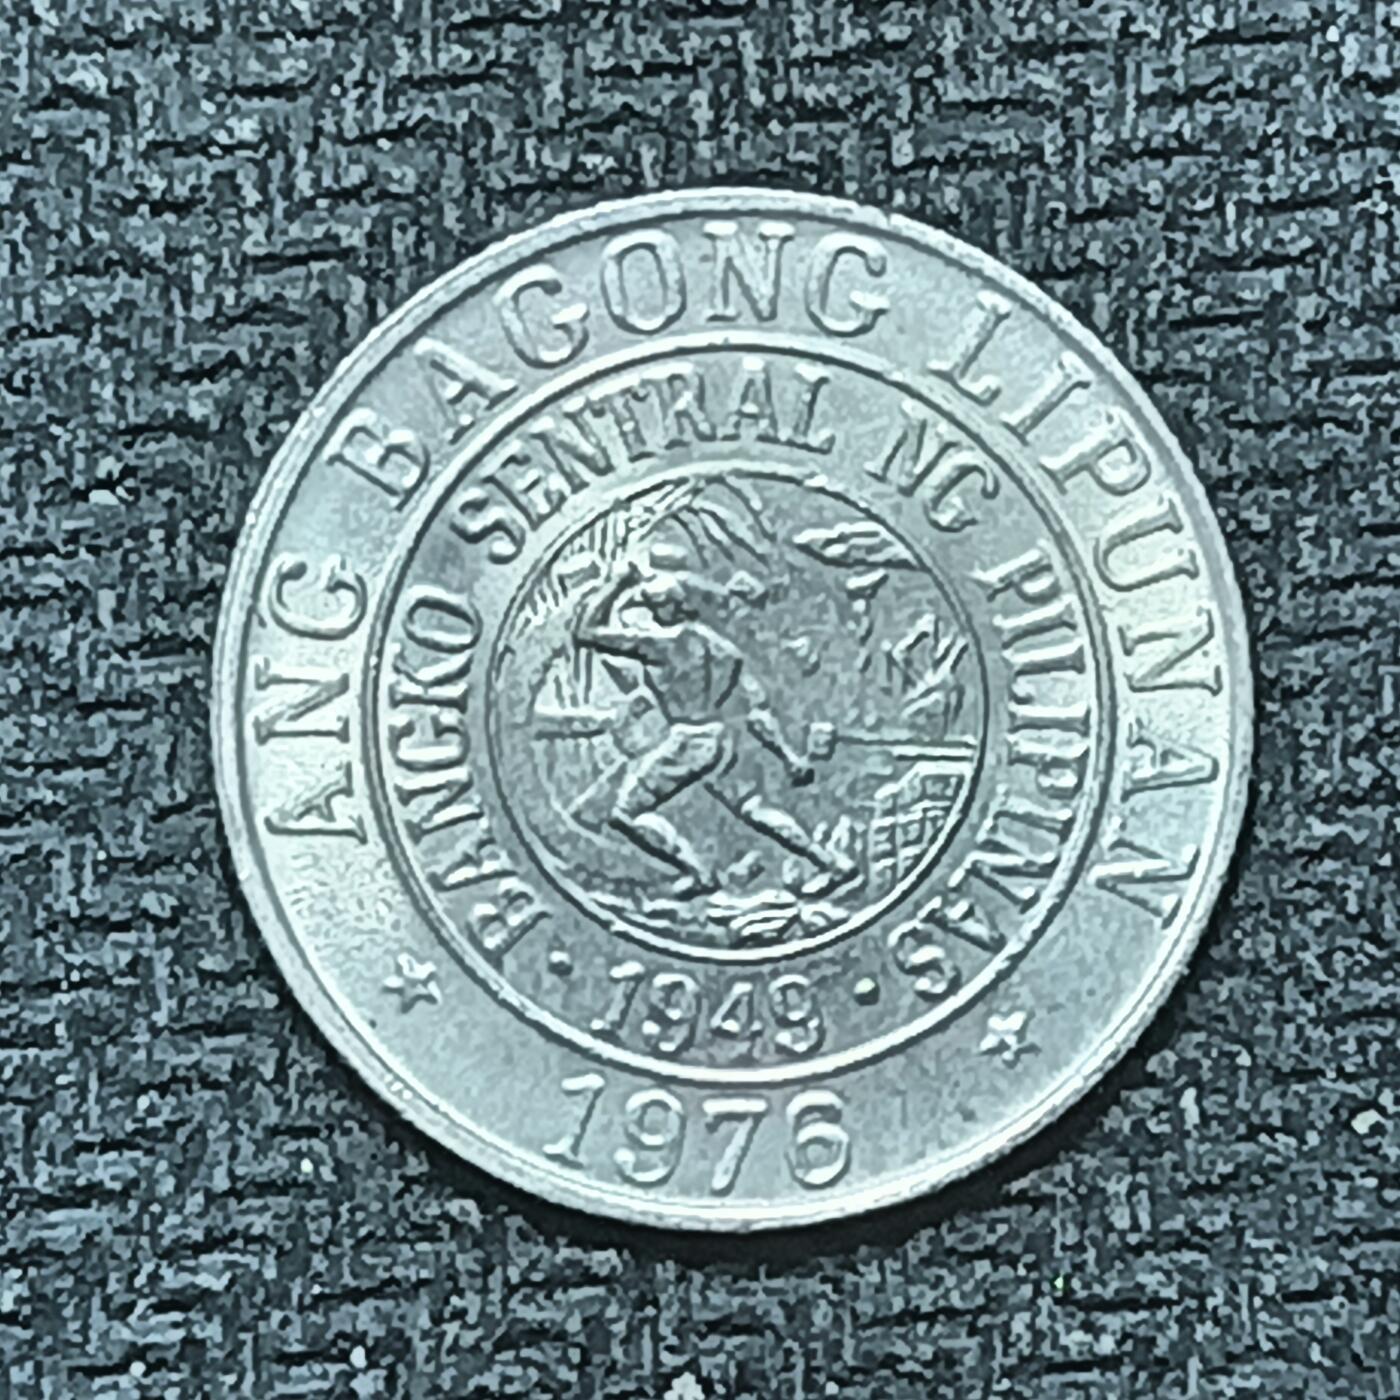 ANG BAGONG LIPUNAN
BANGKO SENTRAL NG PILIPINAS
· 1949 ·
1976